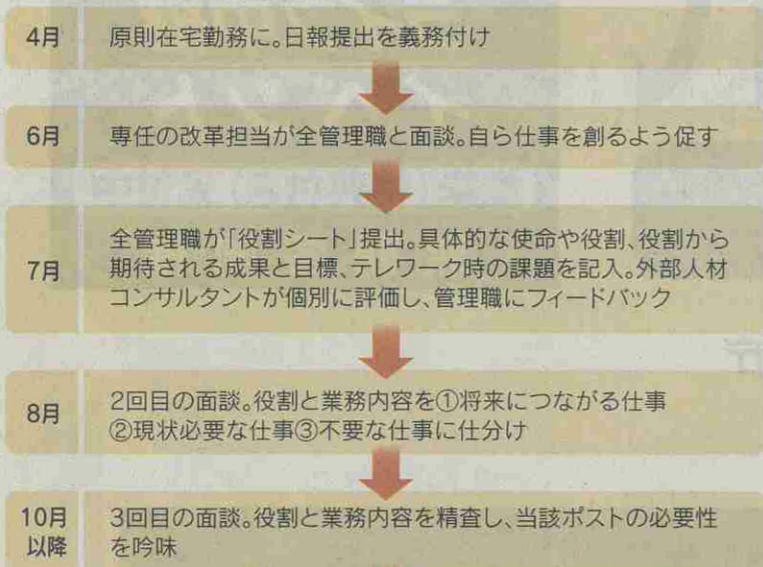 4月
原則在宅勤務に。日報提出を義務付け
6月
専任の改革担当が全管理職と面談。自ら仕事を創るよう促す
7月
全管理職が「役割シート」提出。具体的な使命や役割、役割から
期待される成果と目標、テレワーク時の課題を記入。外部人材
コンサルタントが個別に評価し、管理職にフィードバック
8月
2回目の面談。役割と業務内容を①将来につながる仕事
②現状必要な仕事③不要な仕事に仕分け
10月
以降
3回目の面談。役割と業務内容を精査し、当該ポストの必要性
を吟味